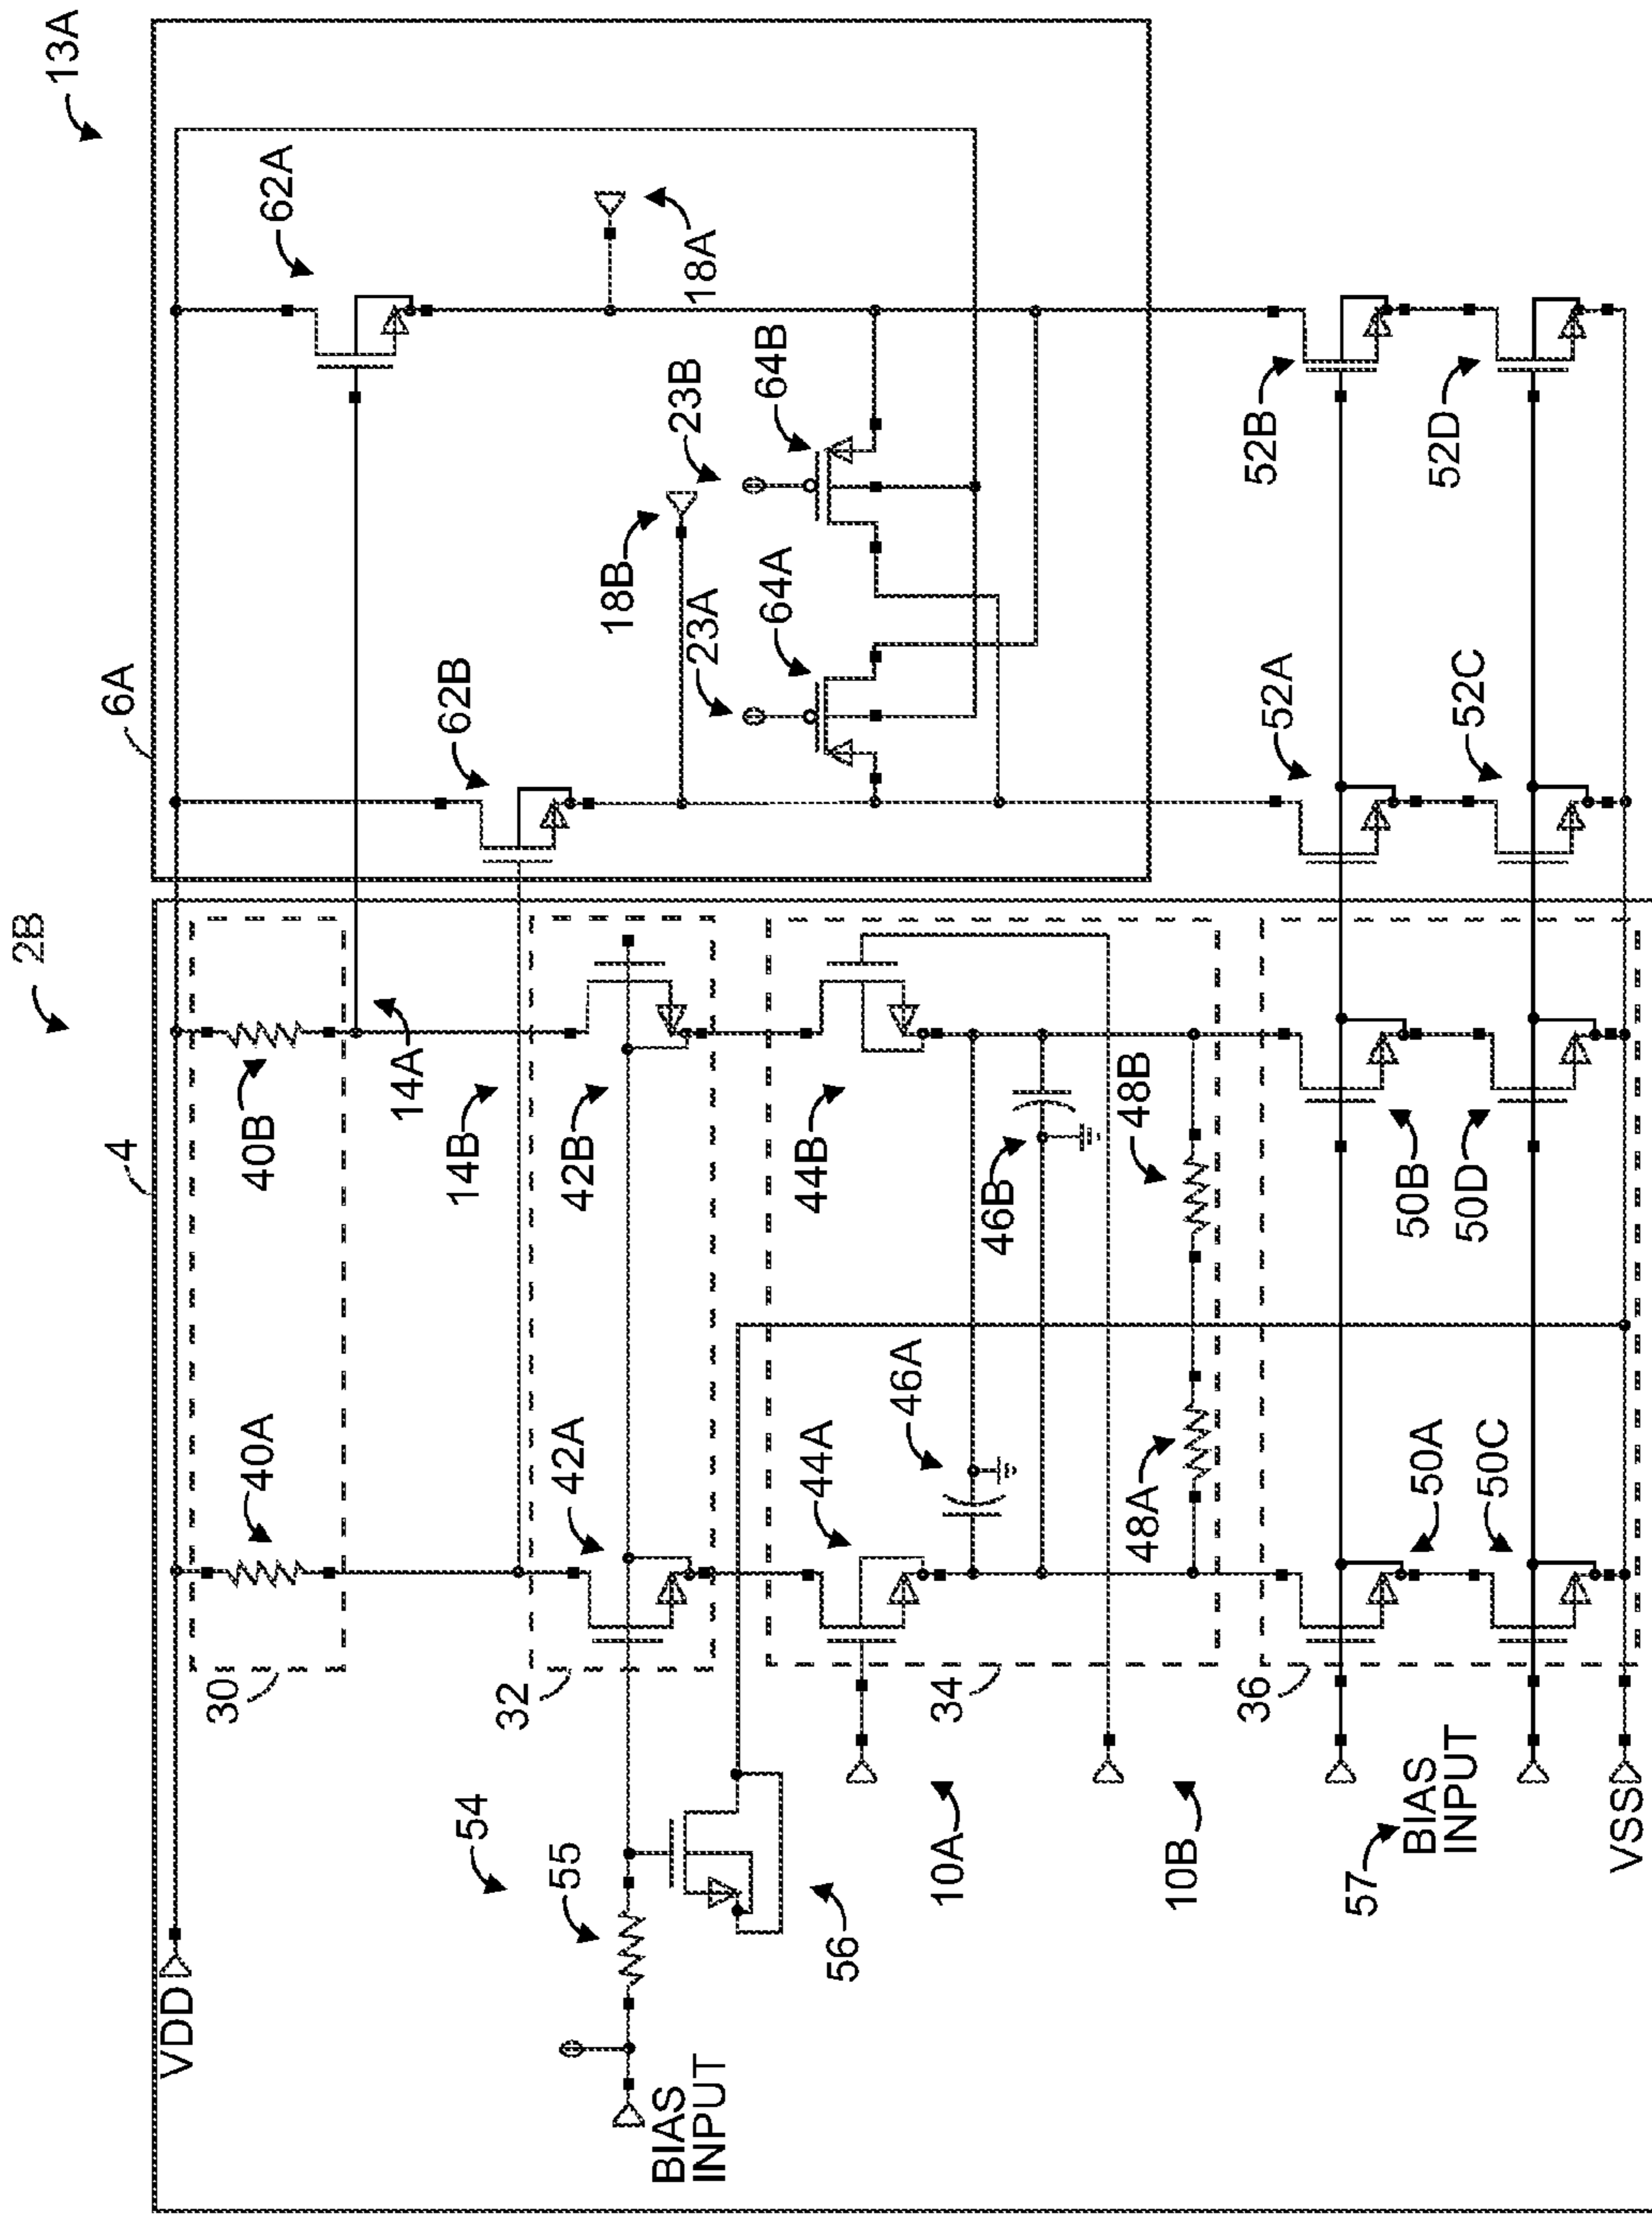 2B
13A
4
6A
VDD
40A
40B
62A
30
14A
62B
14B
18A
54
55
32
42A
42B
18B
23B
BIAS
INPUT
23A
64B
64A
56
44A
44B
46A
46B
10A
34
48A
48B
10B
36
52A
52B
57
BIAS
INPUT
50A
50B
52C
52D
50C
50D
VSS